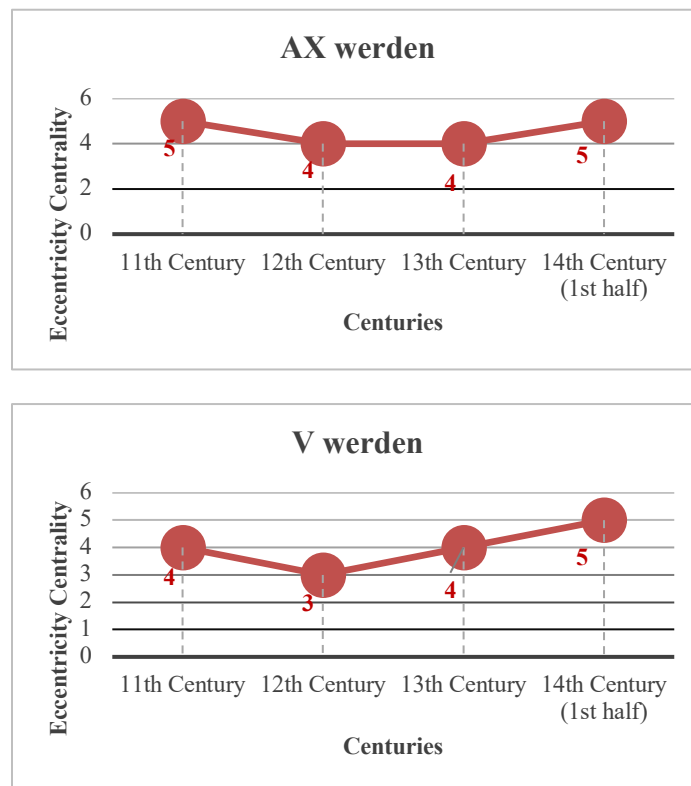 AX werden
Eccentricity Centrality
6
4
2
0
5
4
4
5
11th Century
12th Century
13th Century
14th Century
(1st half)
Centuries
V werden
Eccentricity Centrality
6
5
4
3
2
1
0
4
3
4
5
11th Century
12th Century
13th Century
14th Century
(1st half)
Centuries